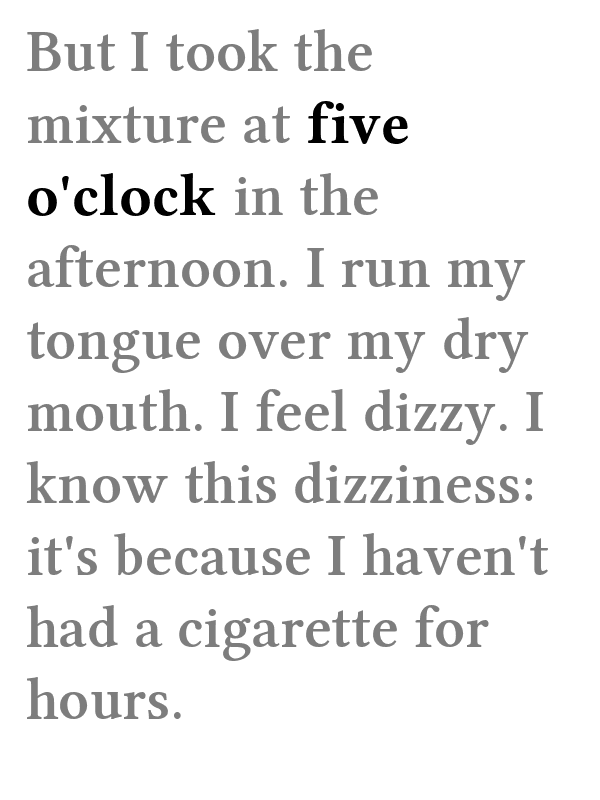 But I took the
mixture at five
o'clock in the
afternoon. I run my
tongue over my dry
mouth. I feel dizzy. I
know this dizziness:
it's because I haven't
had a cigarette for
hours.